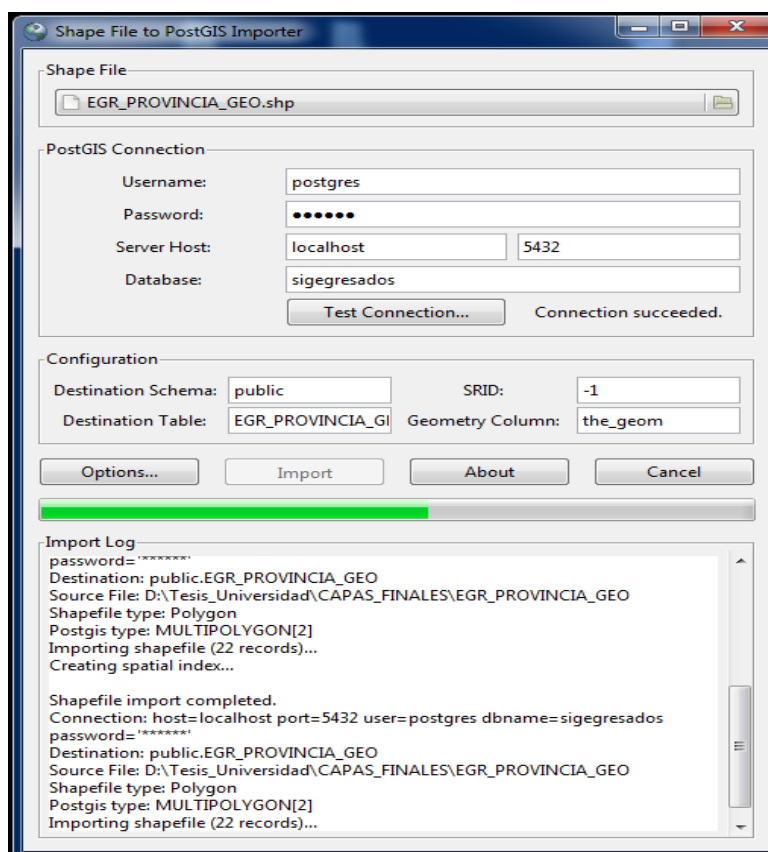 Shape File to PostGIS Importer
Shape File
EGR_PROVINCIA_GEO.shp
PostGIS Connection
Username: postgres
Password: ●●●●●●
Server Host: localhost 5432
Database: sigegresados
Test Connection... Connection succeeded.
Configuration
Destination Schema: public SRID: -1
Destination Table: EGR_PROVINCIA_GI Geometry Column: the_geom
Options... Import About Cancel
Import Log
password='******'
Destination: public.EGR_PROVINCIA_GEO
Source File: D:\Tesis_Universidad\CAPAS_FINALES\EGR_PROVINCIA_GEO
Shapefile type: Polygon
Postgis type: MULTIPOLYGON[2]
Importing shapefile (22 records)...
Creating spatial index...
Shapefile import completed.
Connection: host=localhost port=5432 user=postgres dbname=sigegresados
password='******'
Destination: public.EGR_PROVINCIA_GEO
Source File: D:\Tesis_Universidad\CAPAS_FINALES\EGR_PROVINCIA_GEO
Shapefile type: Polygon
Postgis type: MULTIPOLYGON[2]
Importing shapefile (22 records)...